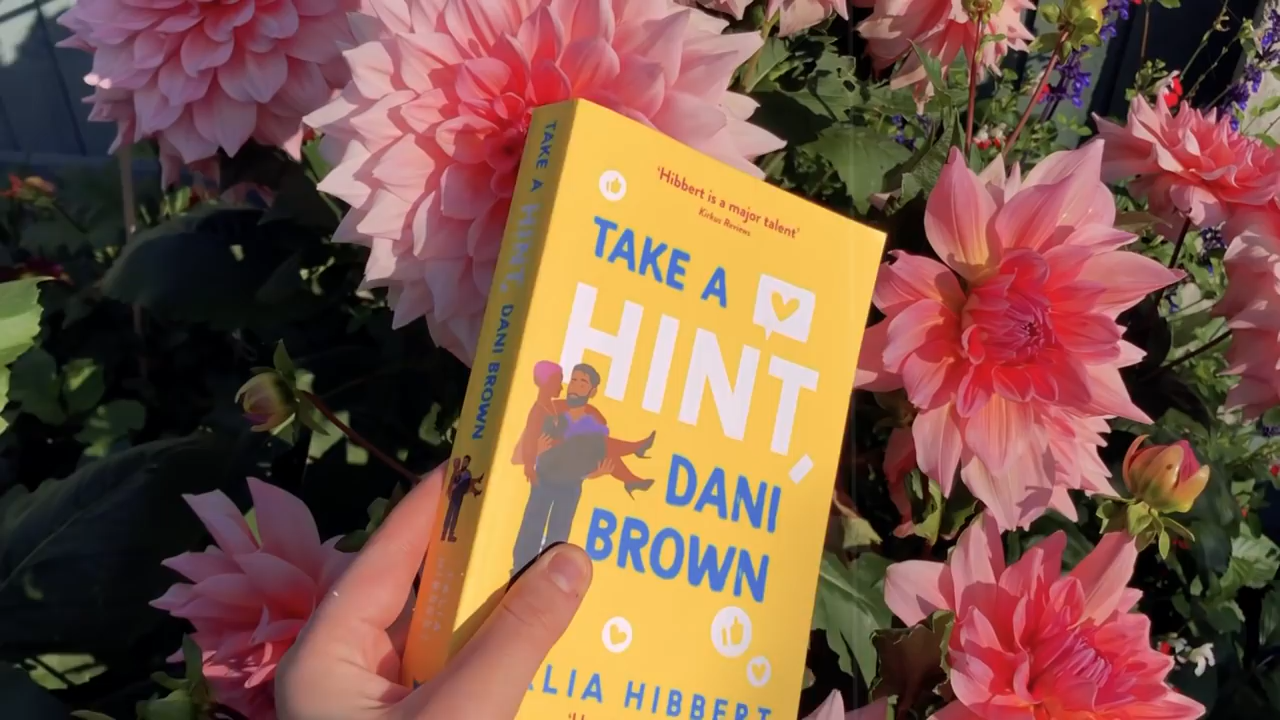 TAKE A HINT, DANI BROWN
'Hibbert is a major talent'
Kirkus Reviews
TAKE A
HINT,
DANI
BROWN
LIA HIBBERT